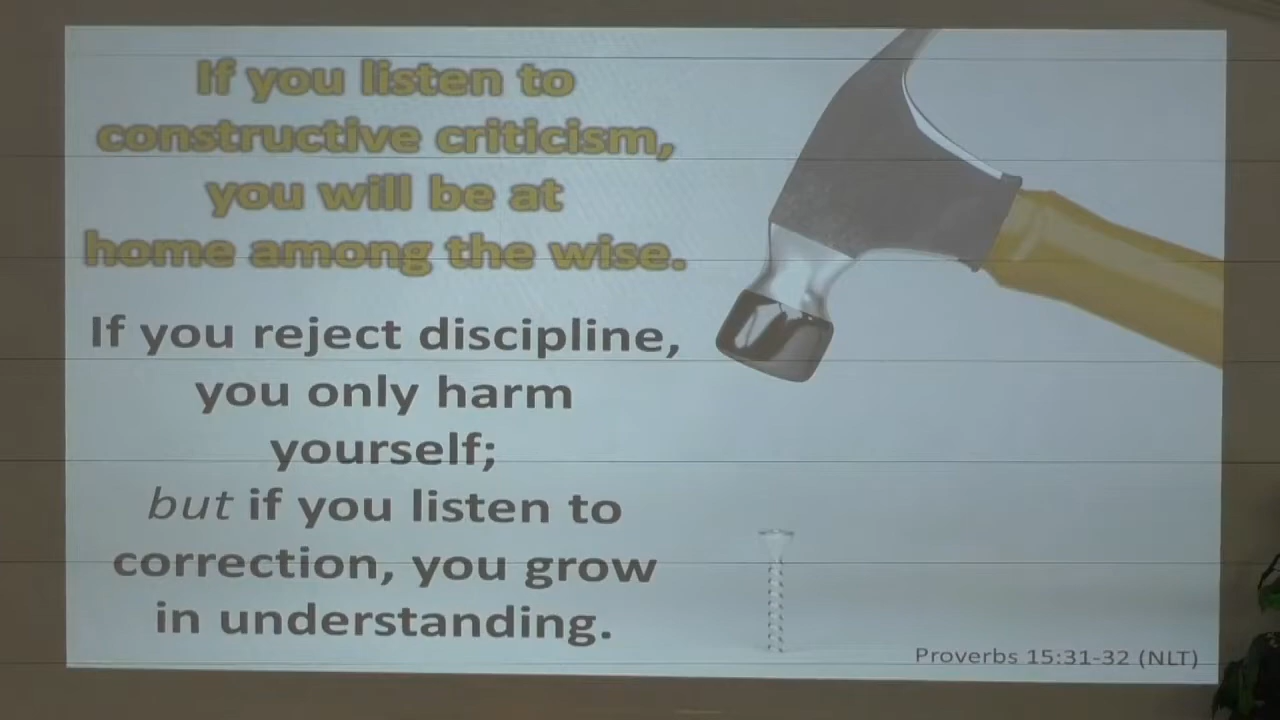 If you listen to
constructive criticism,
you will be at
home among the wise.
If you reject discipline,
you only harm
yourself;
but if you listen to
correction, you grow
in understanding.
Proverbs 15:31-32 (NLT)